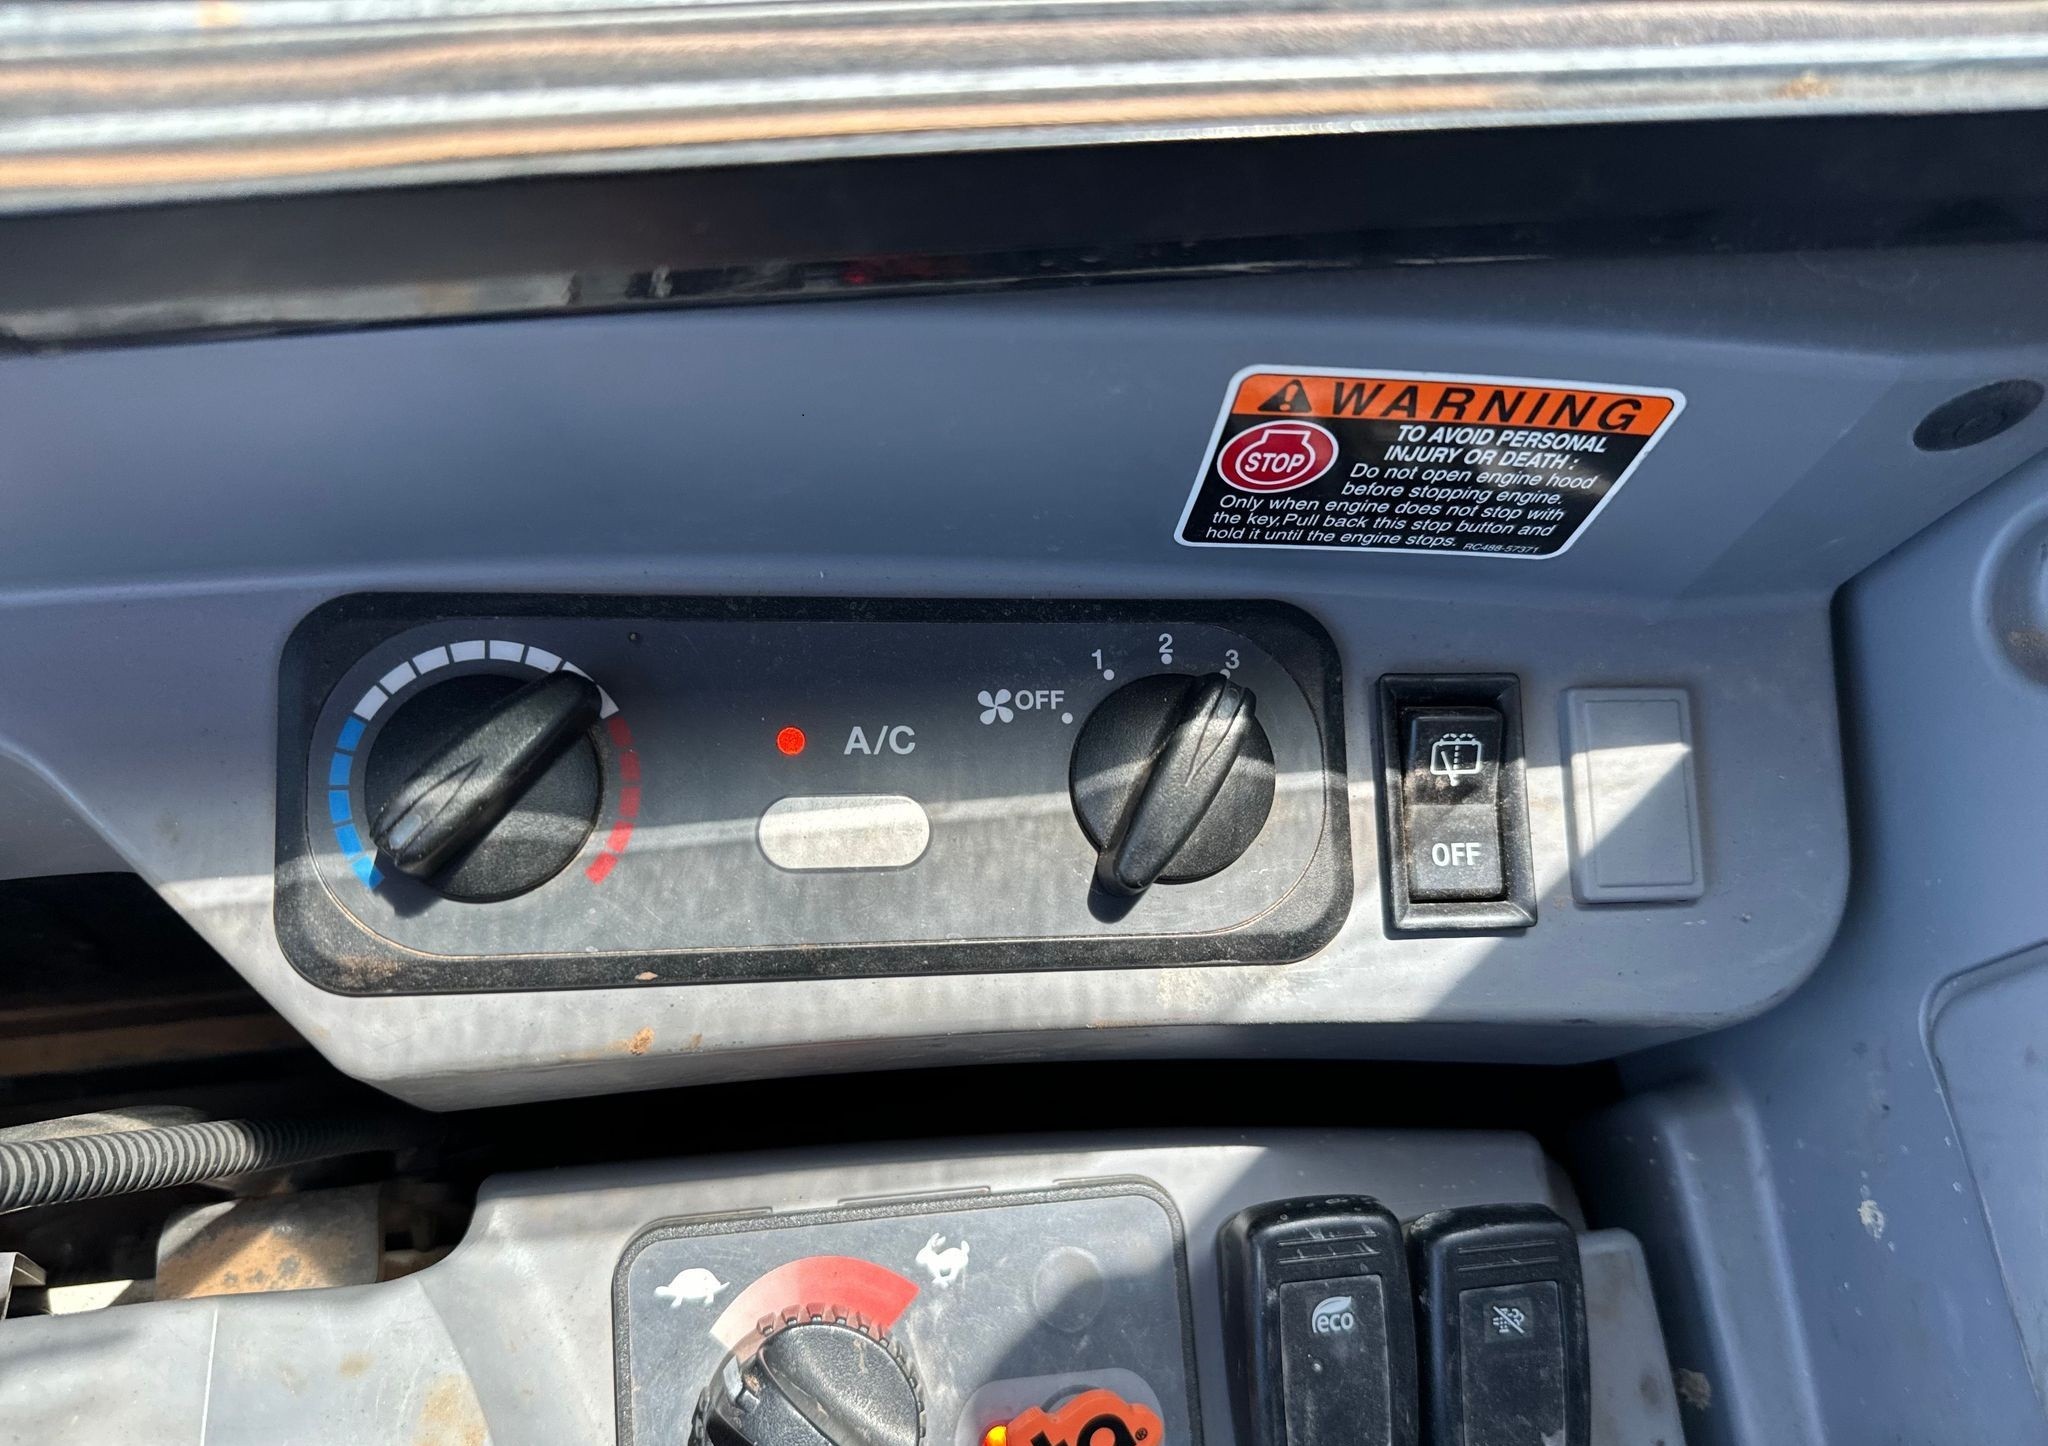 WARNING
TO AVOID PERSONAL
INJURY OR DEATH :
STOP
Do not open engine hood
before stopping engine.
Only when engine does not stop with
the key,Pull back this stop button and
hold it until the engine stops.
RC488-57371
OFF 1 2 3
A/C
OFF
eco